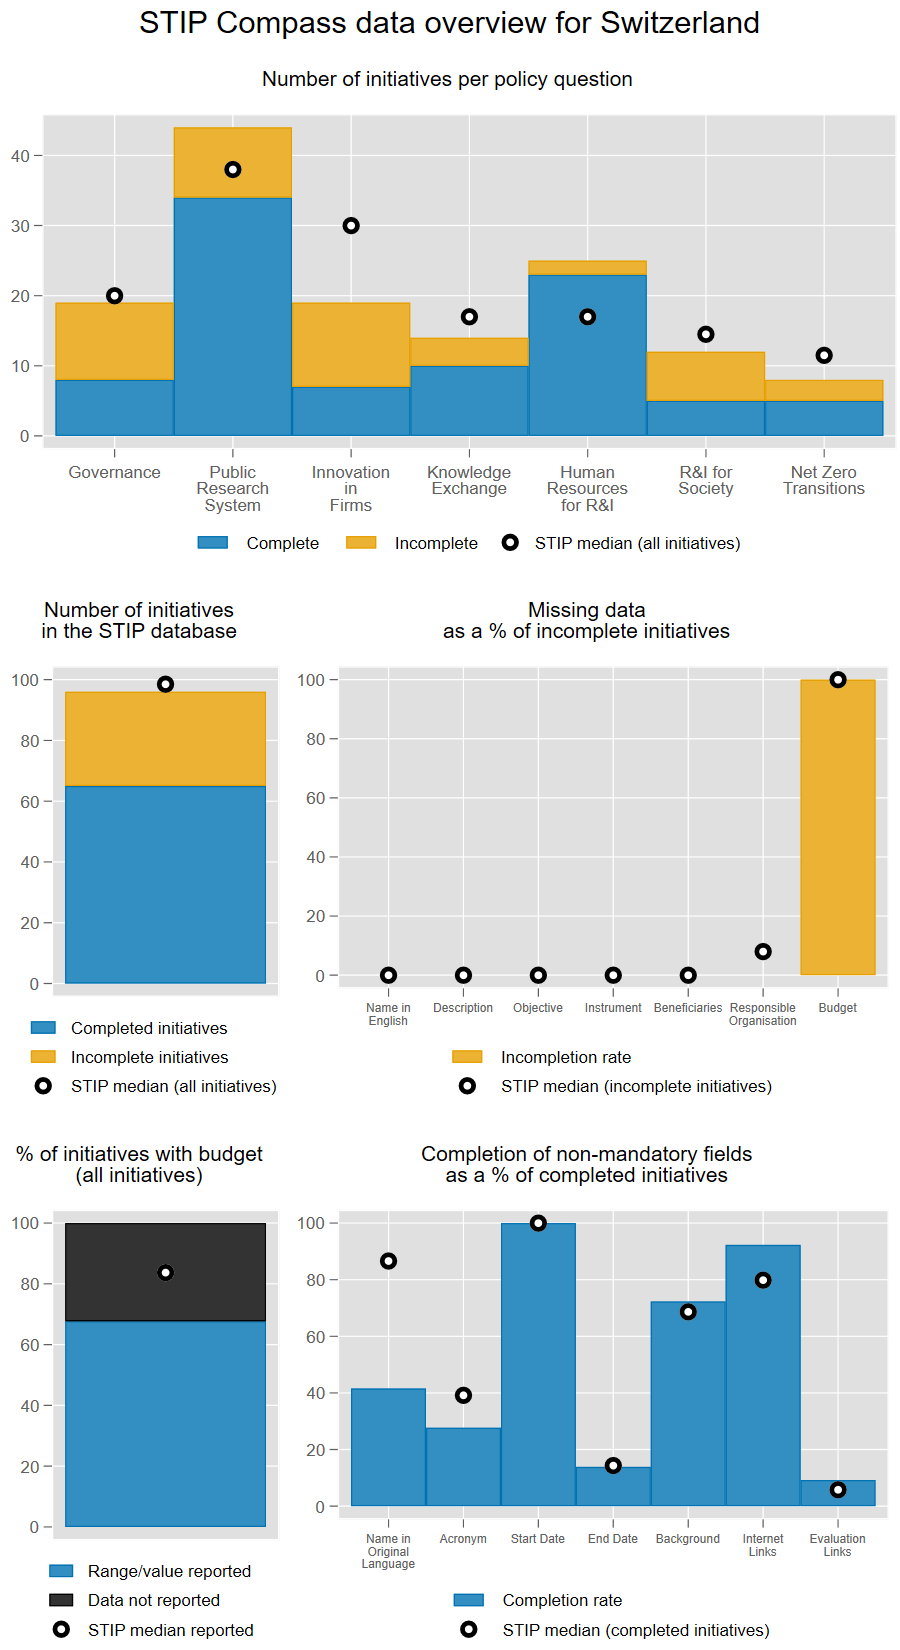 STIP Compass data overview for Switzerland
Number of initiatives per policy question
40
30
20
10
0
Governance
Public
Research
System
Innovation
in
Firms
Knowledge
Exchange
Human
Resources
for R&I
R&I for
Society
Net Zero
Transitions
Complete
Incomplete
STIP median (all initiatives)
Number of initiatives
in the STIP database
100
80
60
40
20
0
Completed initiatives
Incomplete initiatives
STIP median (all initiatives)
Missing data
as a % of incomplete initiatives
100
80
60
40
20
0
Name in
English
Description
Objective
Instrument
Beneficiaries
Responsible
Organisation
Budget
Incompletion rate
STIP median (incomplete initiatives)
% of initiatives with budget
(all initiatives)
100
80
60
40
20
0
Range/value reported
Data not reported
STIP median reported
Completion of non-mandatory fields
as a % of completed initiatives
100
80
60
40
20
0
Name in
Original
Language
Acronym
Start Date
End Date
Background
Internet
Links
Evaluation
Links
Completion rate
STIP median (completed initiatives)